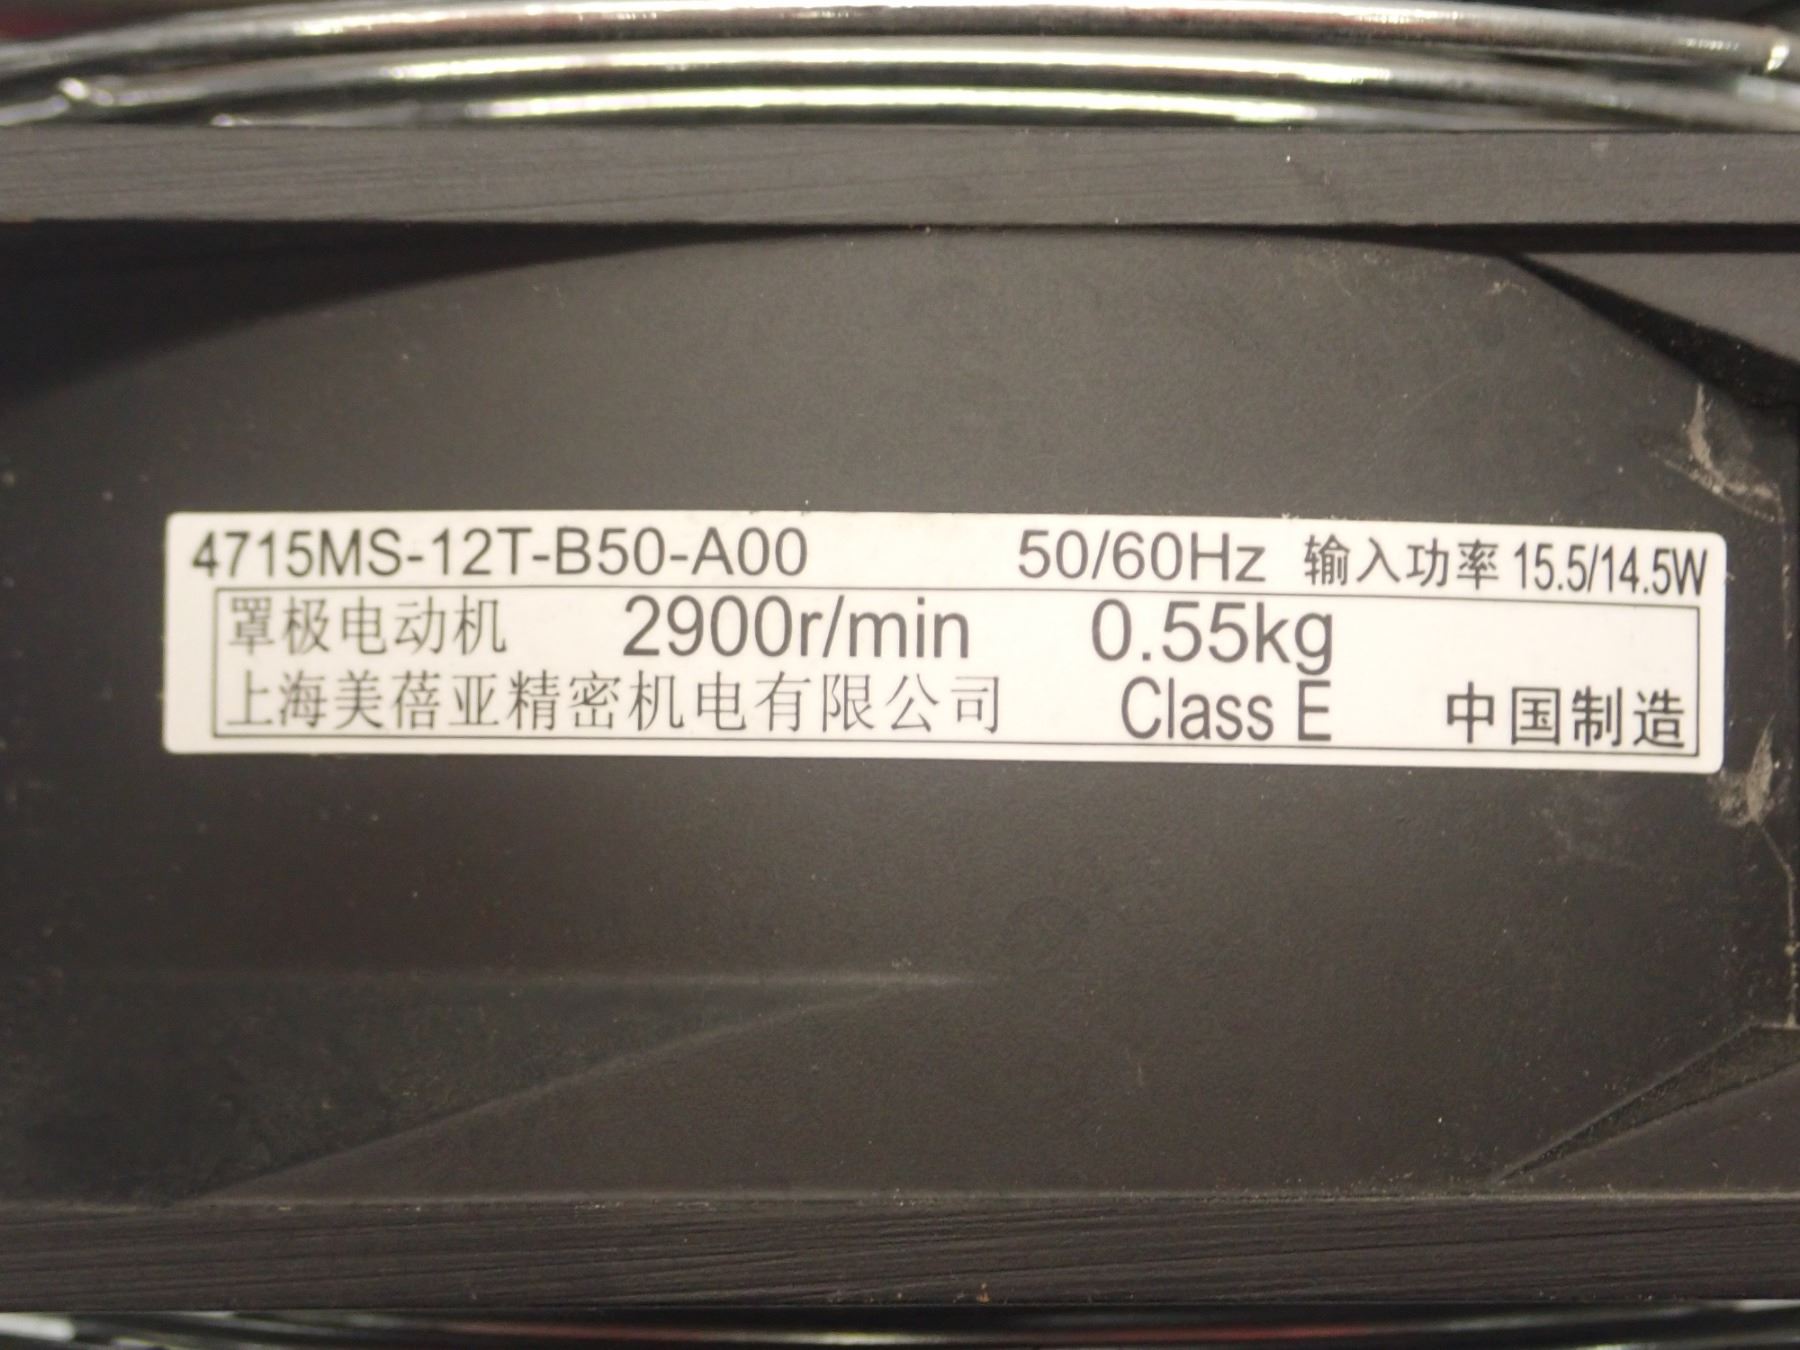 4715MS-12T-B50-A00 50/60Hz 输入功率 15.5/14.5W
罩极电动机 2900r/min 0.55kg
上海美蓓亚精密机电有限公司 Class E 中国制造